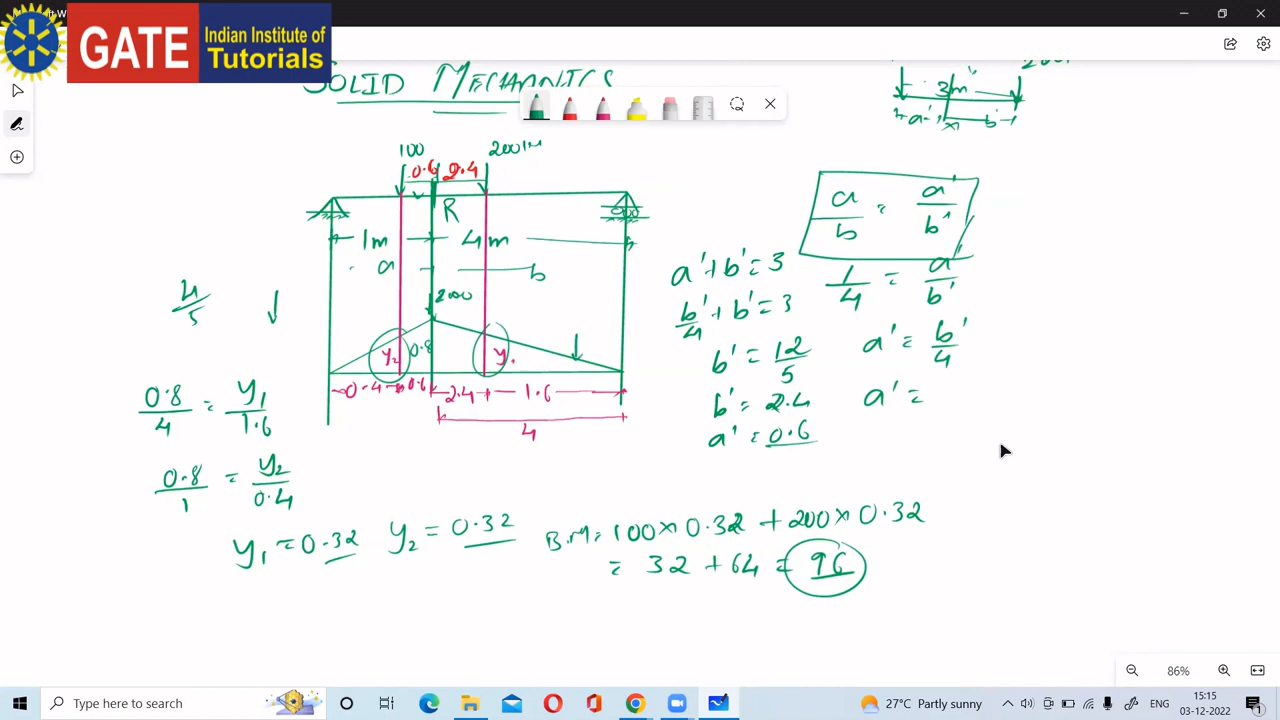 GATE
Indian Institute of
Tutorials
SOLID MECHANICS
3m
a' b'
100 200KN
0.6 2.4
R
1m 4m
a b
a/b = a'/b'
a'+b'=3
1/4 = a'/b'
b'/4 + b' = 3
a' = b'/4
b' = 12/5
a' =
b' = 2.4
a' = 0.6
4/5
0.8
y2 y1
0.4 0.6 2.4 1.6
4
0.8/4 = y1/1.6
0.8/1 = y2/0.4
y1 = 0.32 y2 = 0.32
B.M = 100 x 0.32 + 200 x 0.32
= 32 + 64 = 96
86%
Type here to search
27°C Partly sunny
ENG
15:15
03-12-2022
1